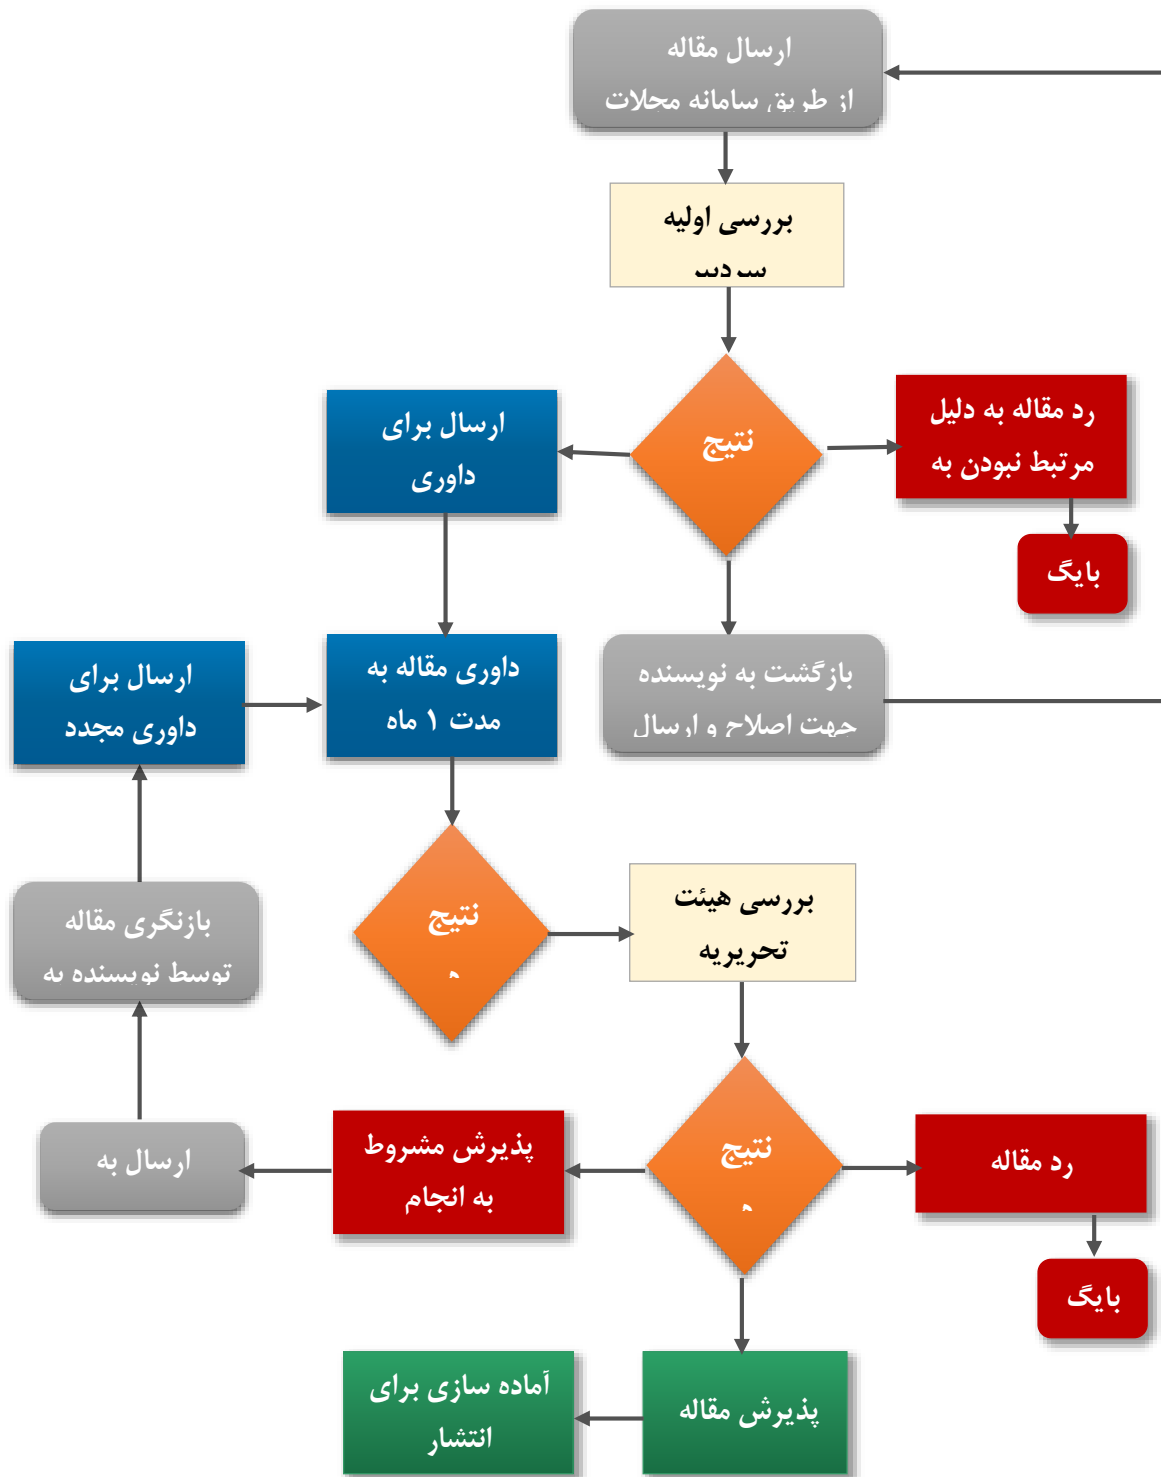 ارسال مقاله
از طریق سامانه مجلات
بررسی اولیه
سردبیر
نتیج
رد مقاله به دلیل
مرتبط نبودن به
بایگ
ارسال برای
داوری
بازگشت به نویسنده
جهت اصلاح و ارسال
داوری مقاله به
مدت ۱ ماه
ارسال برای
داوری مجدد
نتیج
ه
بررسی هیئت
تحریریه
بازنگری مقاله
توسط نویسنده به
نتیج
ه
رد مقاله
بایگ
پذیرش مشروط
به انجام
ارسال به
پذیرش مقاله
آماده سازی برای
انتشار